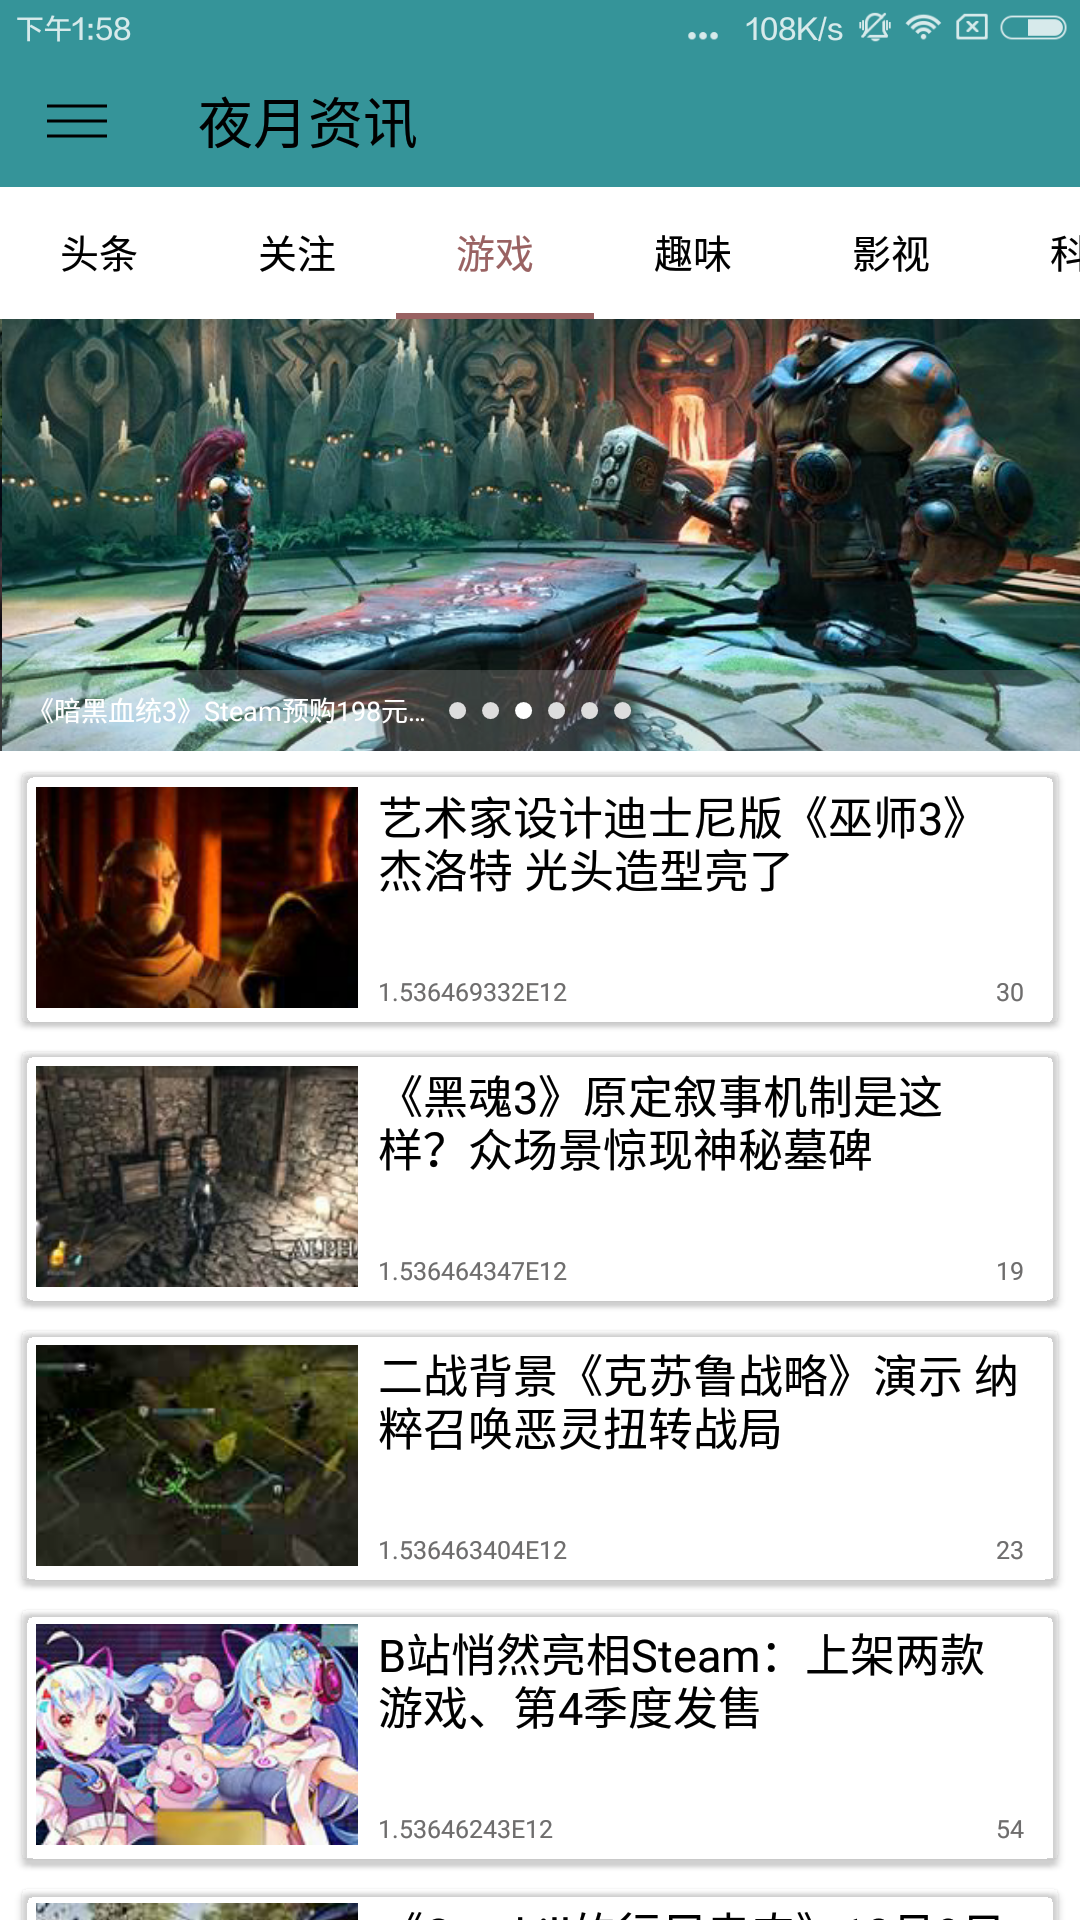 下午1:58
... 108K/s
夜月资讯
头条 关注 游戏 趣味 影视
《暗黑血统3》Steam预购198元...
艺术家设计迪士尼版《巫师3》
杰洛特 光头造型亮了
1.536469332E12 30
《黑魂3》原定叙事机制是这
样？众场景惊现神秘墓碑
ALPHA
1.536464347E12 19
二战背景《克苏鲁战略》演示 纳
粹召唤恶灵扭转战局
1.536463404E12 23
B站悄然亮相Steam：上架两款
游戏、第4季度发售
1.53646243E12 54